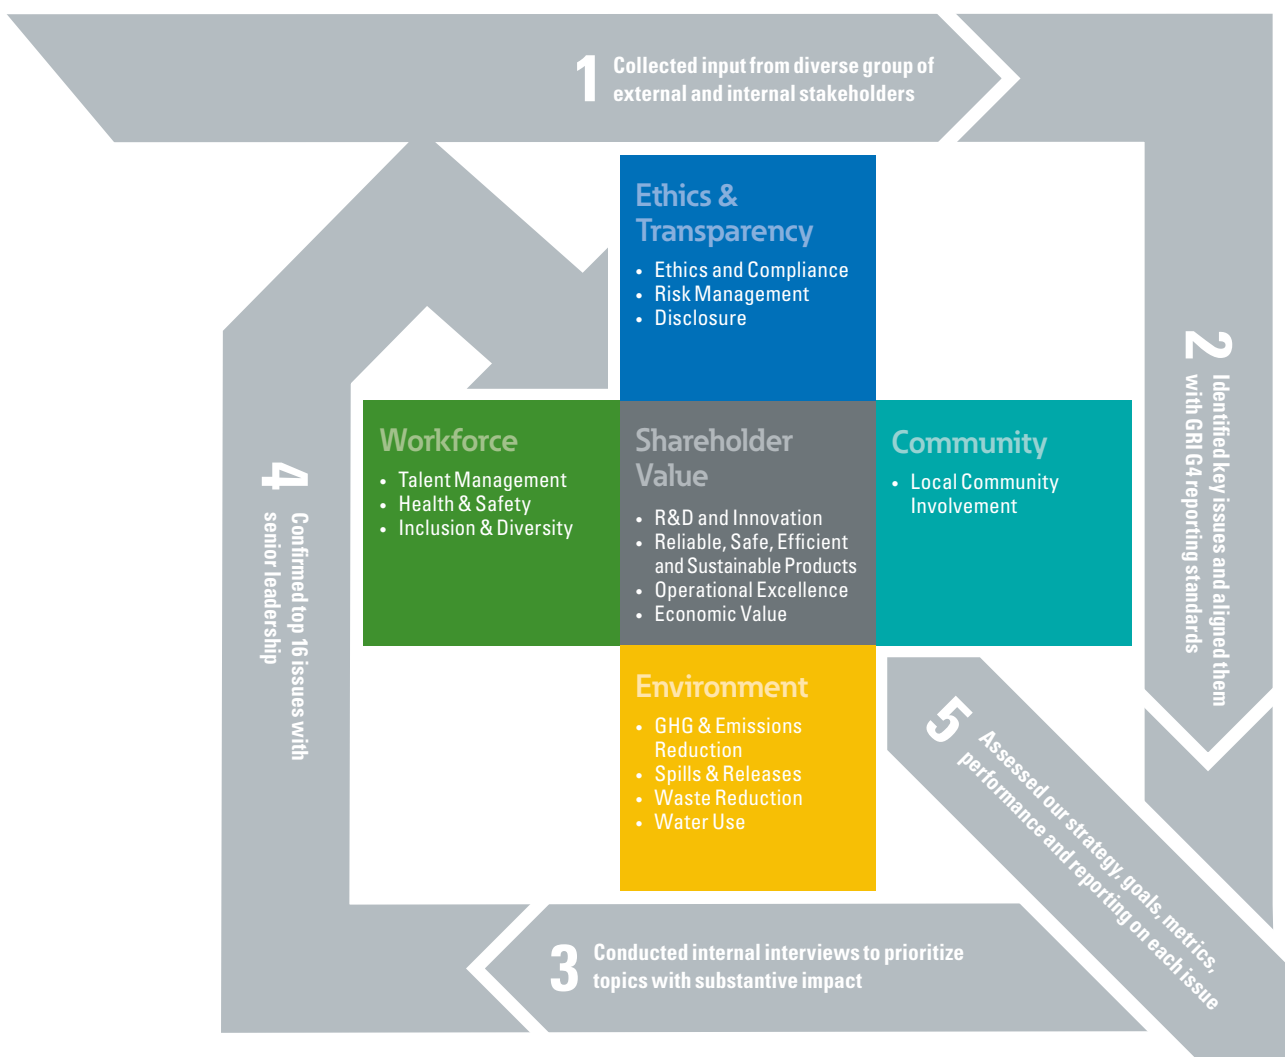 1
Collected input from diverse group of
external and internal stakeholders
2
Identified key issues and aligned them
with GRI G4 reporting standards
Ethics &
Transparency
• Ethics and Compliance
• Risk Management
• Disclosure
Workforce
• Talent Management
• Health & Safety
• Inclusion & Diversity
Shareholder
Value
• R&D and Innovation
• Reliable, Safe, Efficient
and Sustainable Products
• Operational Excellence
• Economic Value
Community
• Local Community
Involvement
Environment
• GHG & Emissions
Reduction
• Spills & Releases
• Waste Reduction
• Water Use
3
Conducted internal interviews to prioritize
topics with substantive impact
4
Confirmed top 16 issues with
senior leadership
5
Assessed our strategy, goals, metrics,
performance and reporting on each issue